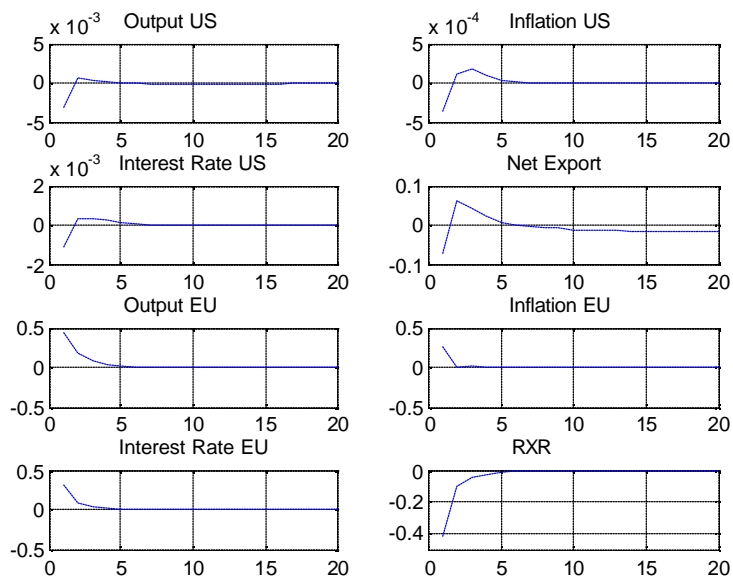 x 10-3 Output US
5
0
-5
0 5 10 15 20
x 10-4 Inflation US
5
0
-5
0 5 10 15 20
x 10-3 Interest Rate US
2
0
-2
0 5 10 15 20
Net Export
0.1
0
-0.1
0 5 10 15 20
Output EU
0.5
0
-0.5
0 5 10 15 20
Inflation EU
0.5
0
-0.5
0 5 10 15 20
Interest Rate EU
0.5
0
-0.5
0 5 10 15 20
RXR
0
-0.2
-0.4
0 5 10 15 20